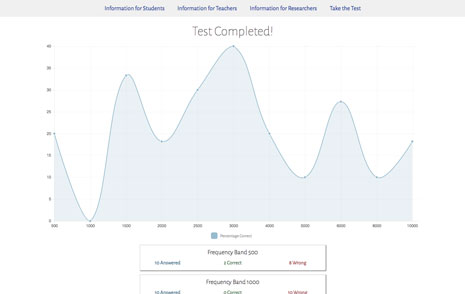 Information for Students Information for Teachers Information for Researchers Take the Test
Test Completed!
40
35
30
25
20
15
10
5
0
500 1000 1500 2000 2500 3000 4000 5000 6000 8000 10000
Percentage Correct
Frequency Band 500
10 Answered 2 Correct 8 Wrong
Frequency Band 1000
10 Answered 0 Correct 10 Wrong